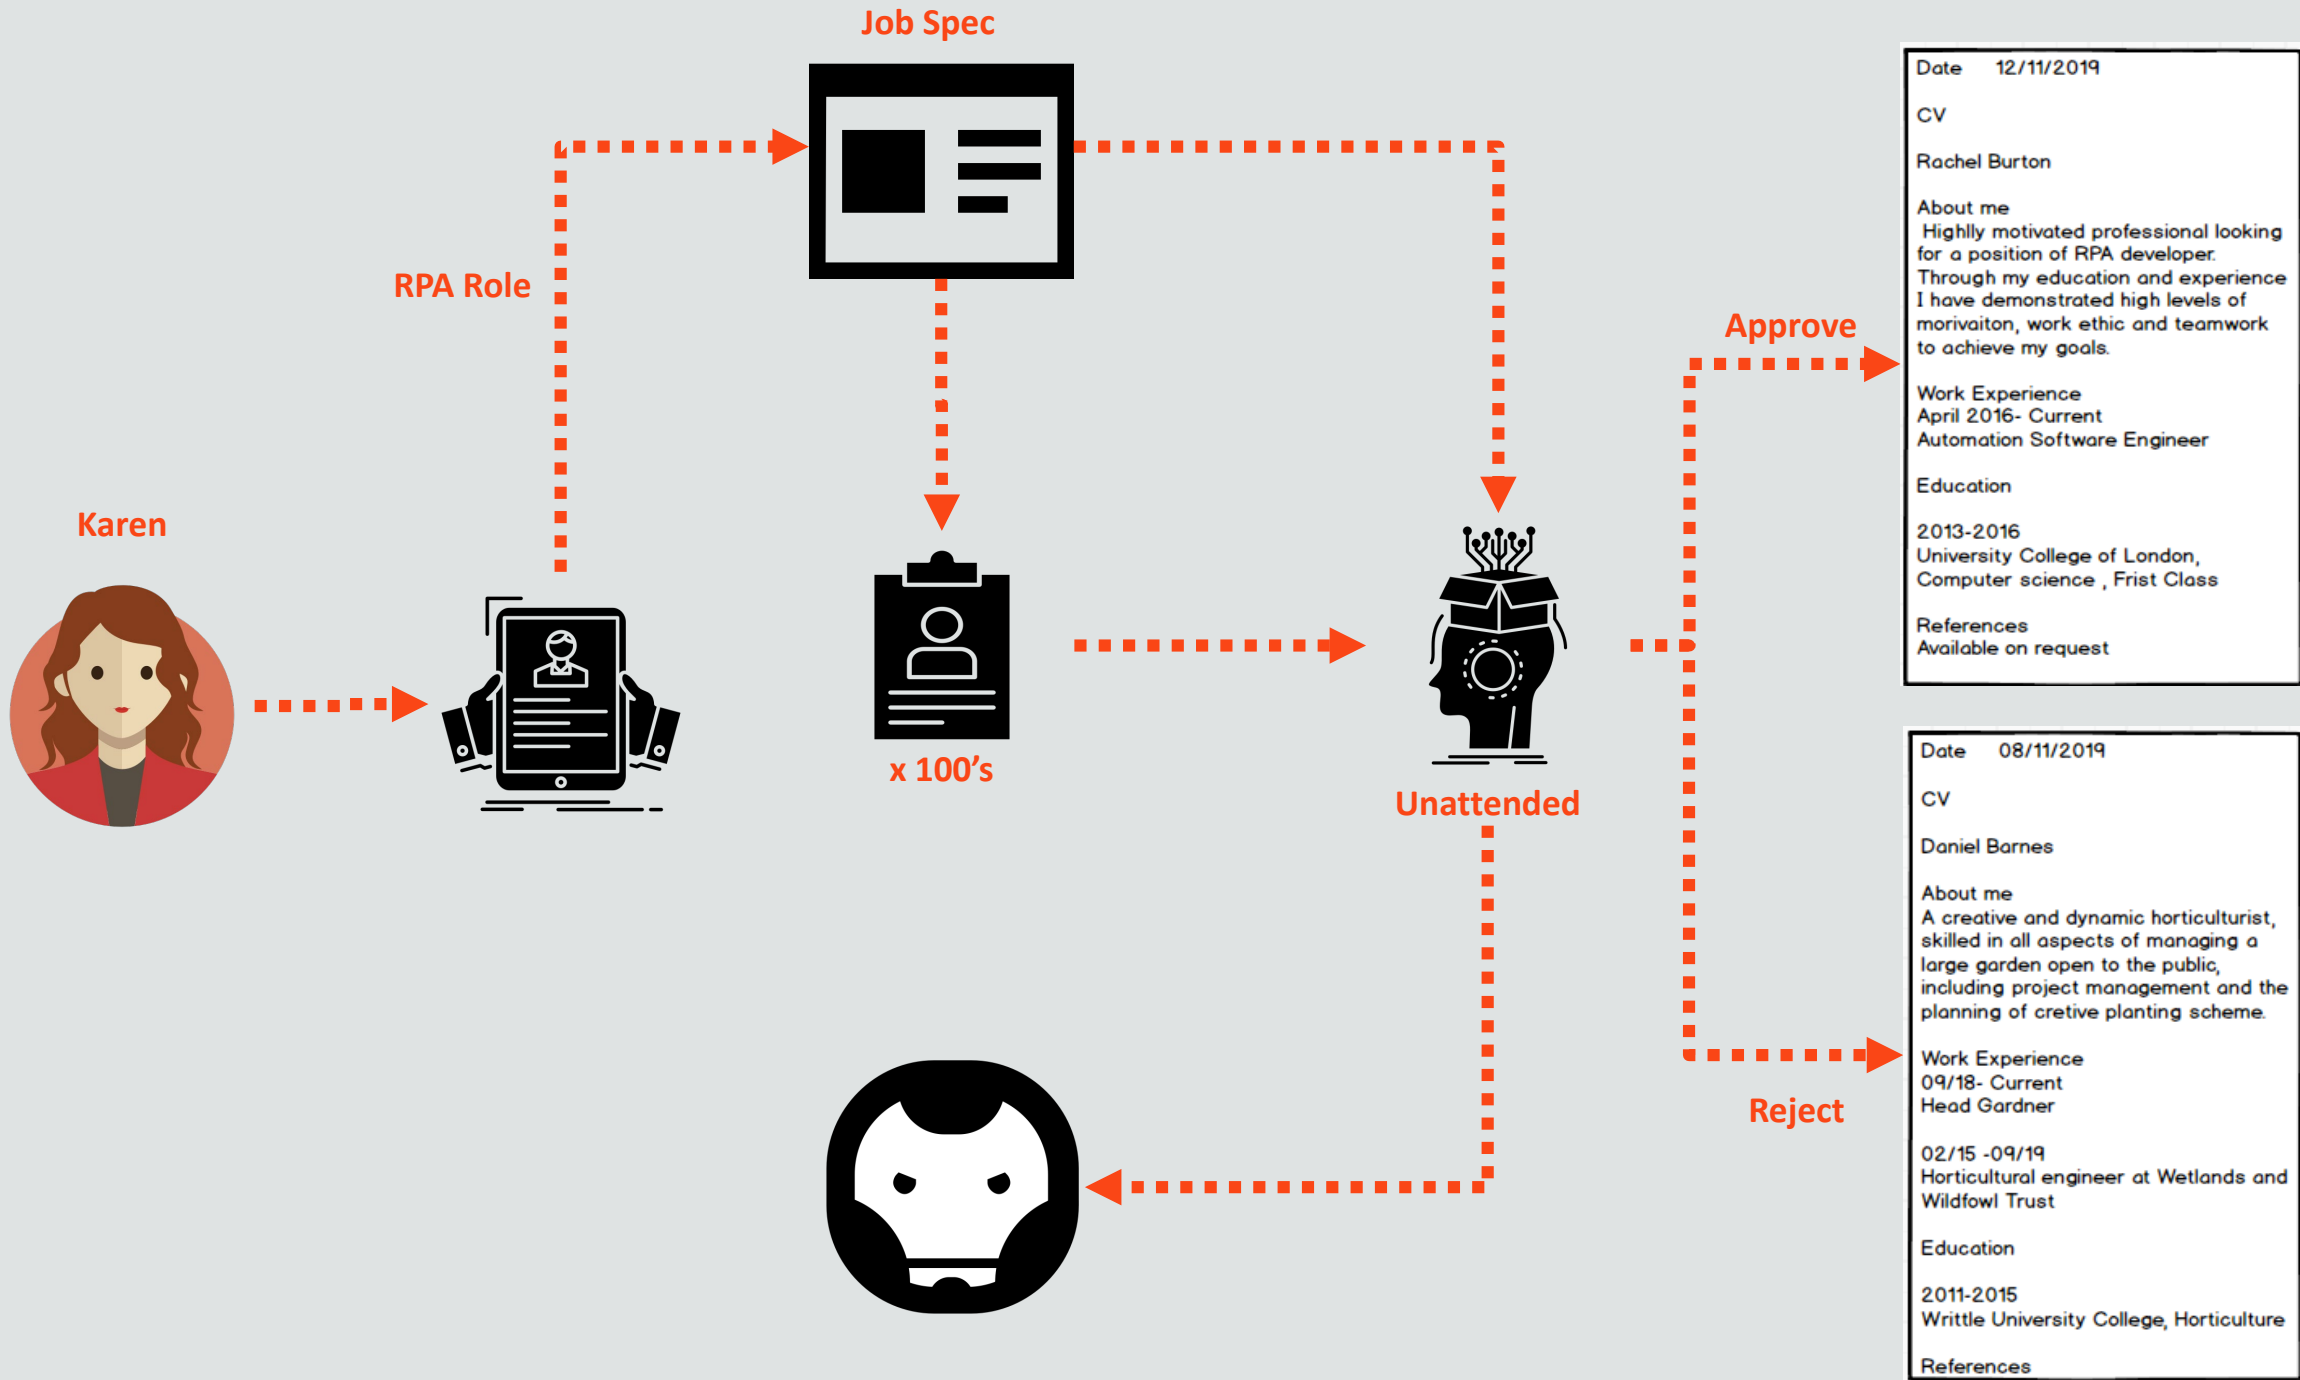 Job Spec
RPA Role
Karen
x 100's
Unattended
Approve
Reject
Date 12/11/2019
CV
Rachel Burton
About me
Highlly motivated professional looking
for a position of RPA developer.
Through my education and experience
I have demonstrated high levels of
morivaiton, work ethic and teamwork
to achieve my goals.
Work Experience
April 2016- Current
Automation Software Engineer
Education
2013-2016
University College of London,
Computer science , Frist Class
References
Available on request
Date 08/11/2019
CV
Daniel Barnes
About me
A creative and dynamic horticulturist,
skilled in all aspects of managing a
large garden open to the public,
including project management and the
planning of cretive planting scheme.
Work Experience
09/18- Current
Head Gardner
02/15 -09/19
Horticultural engineer at Wetlands and
Wildfowl Trust
Education
2011-2015
Writtle University College, Horticulture
References